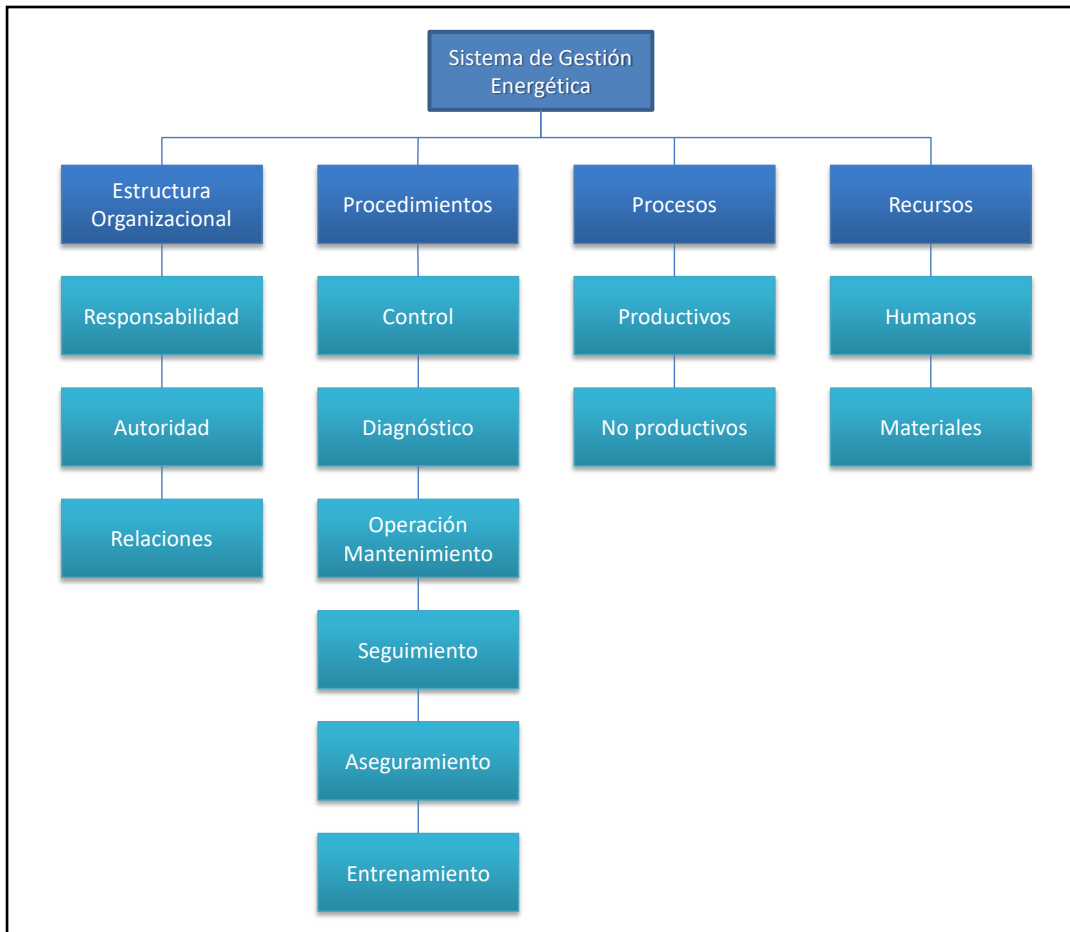 Sistema de Gestión
Energética
Estructura
Organizacional
Procedimientos
Procesos
Recursos
Responsabilidad
Control
Productivos
Humanos
Autoridad
Diagnóstico
No productivos
Materiales
Relaciones
Operación
Mantenimiento
Seguimiento
Aseguramiento
Entrenamiento